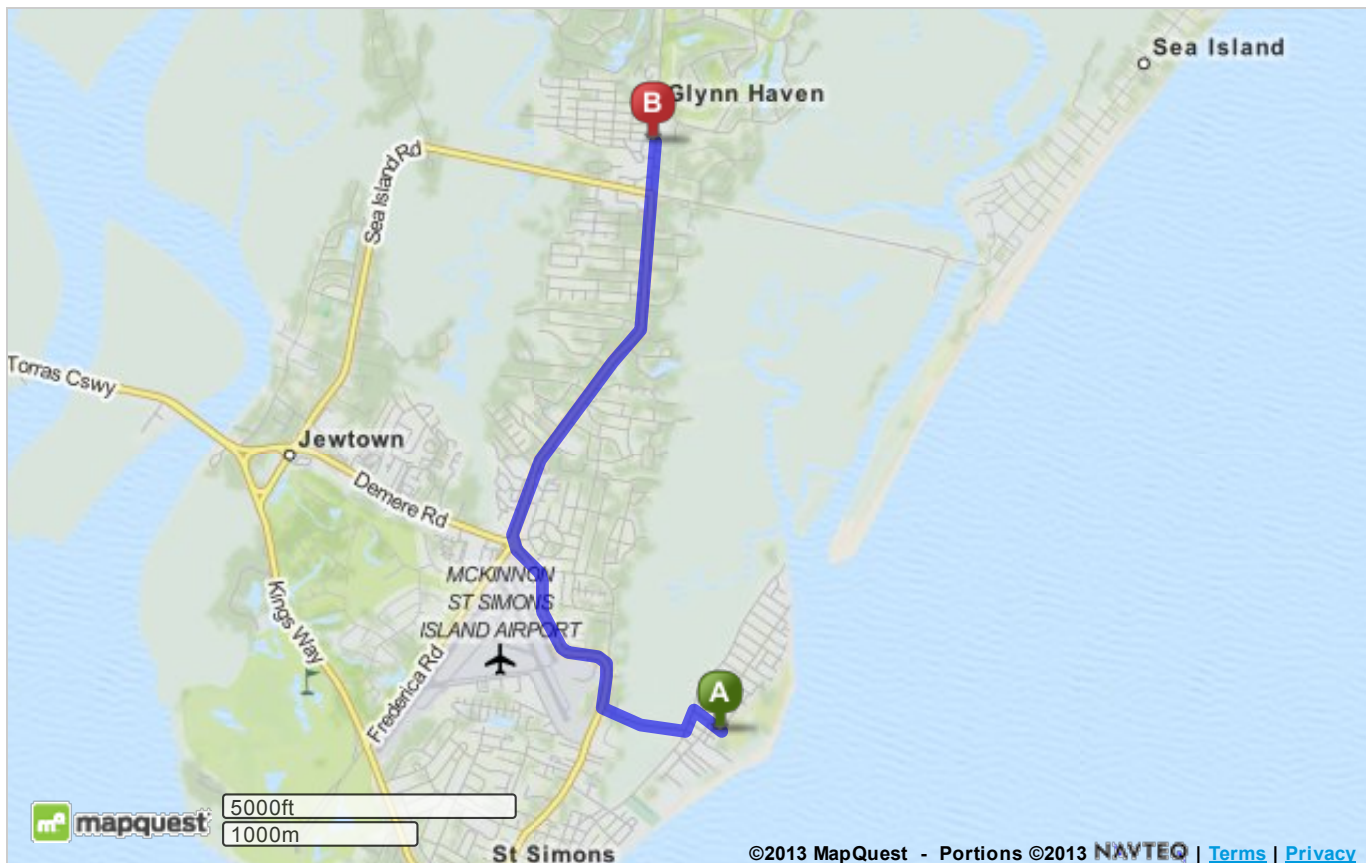 Sea Island
B
Glynn Haven
Sea Island Rd
Torras Cswy
Jewtown
Demere Rd
MCKINNON
ST SIMONS
ISLAND AIRPORT
Kings Way
Frederica Rd
A
mapquest
5000ft
1000m
St Simons
©2013 MapQuest - Portions ©2013 NAVTEQ | Terms | Privacy